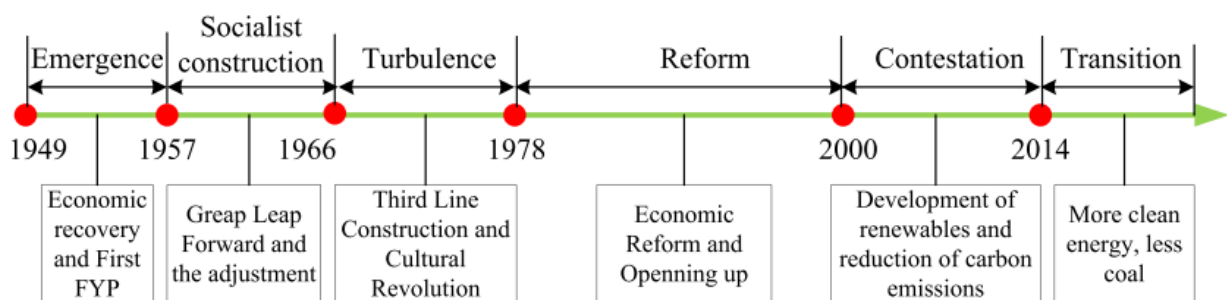 Emergence
Socialist
construction
Turbulence
Reform
Contestation
Transition
1949
1957
1966
1978
2000
2014
Economic
recovery
and First
FYP
Greap Leap
Forward and
the adjustment
Third Line
Construction and
Cultural
Revolution
Economic
Reform and
Openning up
Development of
renewables and
reduction of carbon
emissions
More clean
energy, less
coal